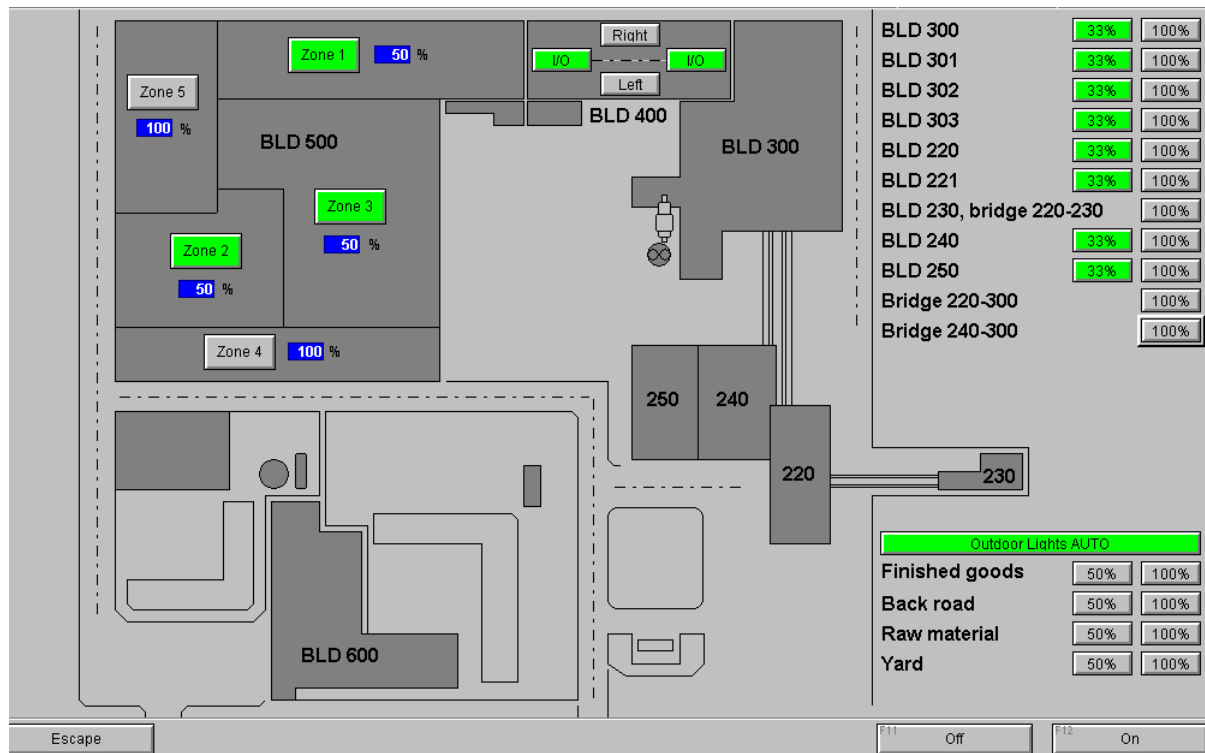 Zone 1 50 %
Right
I/O I/O
Left
Zone 5
100 %
BLD 500
BLD 400
BLD 300
Zone 3
50 %
Zone 2
50 %
Zone 4 100 %
250 240
220
230
BLD 600
BLD 300 33% 100%
BLD 301 33% 100%
BLD 302 33% 100%
BLD 303 33% 100%
BLD 220 33% 100%
BLD 221 33% 100%
BLD 230, bridge 220-230 100%
BLD 240 33% 100%
BLD 250 33% 100%
Bridge 220-300 100%
Bridge 240-300 100%
Outdoor Lights AUTO
Finished goods 50% 100%
Back road 50% 100%
Raw material 50% 100%
Yard 50% 100%
Escape
F11 Off
F12 On